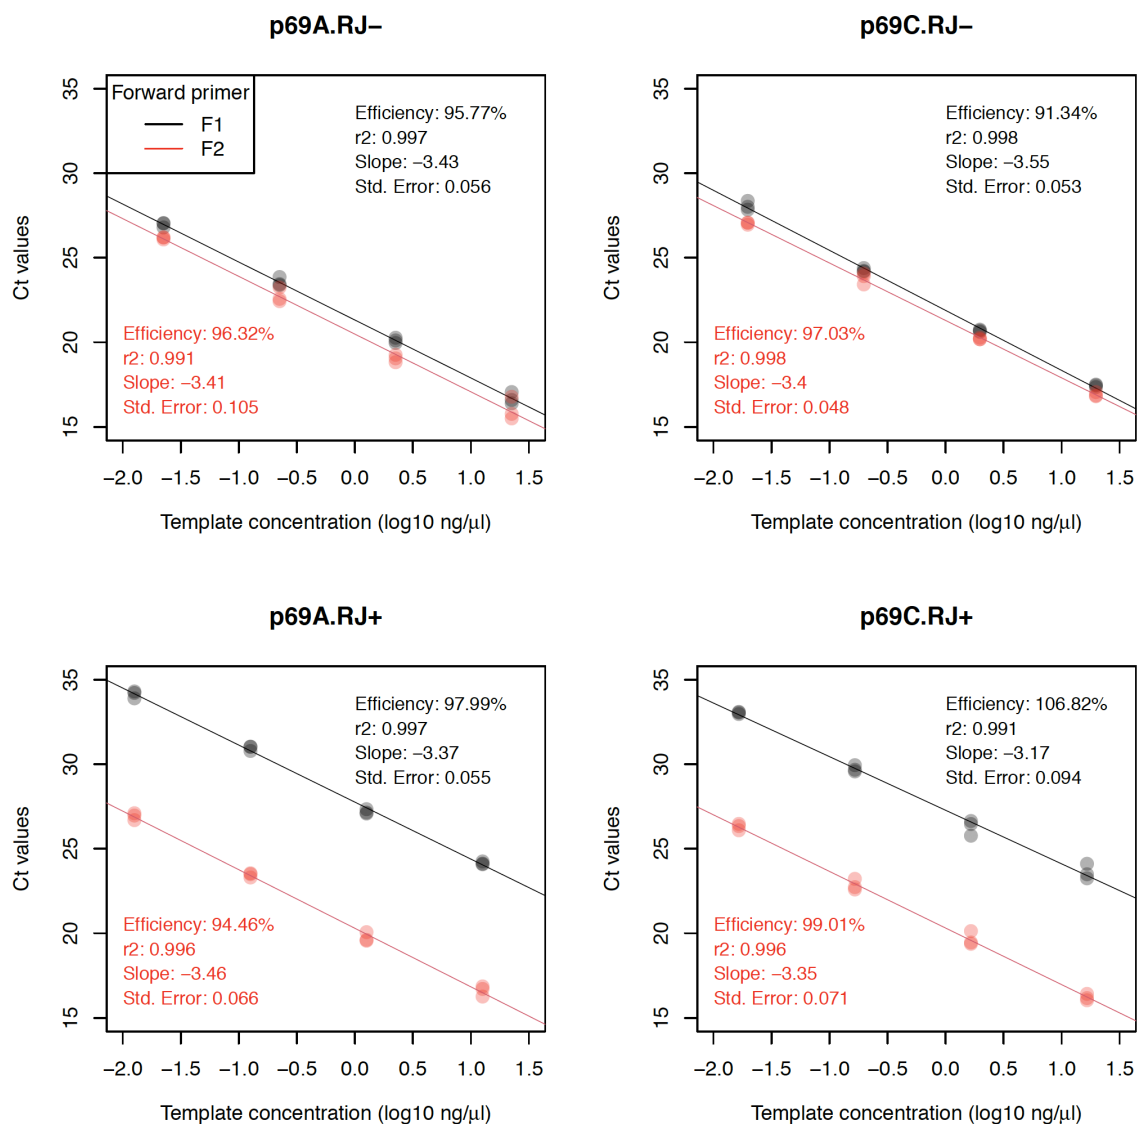 p69A.RJ−
Forward primer
F1
F2
Efficiency: 95.77%
r2: 0.997
Slope: −3.43
Std. Error: 0.056
Efficiency: 96.32%
r2: 0.991
Slope: −3.41
Std. Error: 0.105
35
30
25
20
15
Ct values
−2.0 −1.5 −1.0 −0.5 0.0 0.5 1.0 1.5
Template concentration (log10 ng/μl)
p69C.RJ−
Efficiency: 91.34%
r2: 0.998
Slope: −3.55
Std. Error: 0.053
Efficiency: 97.03%
r2: 0.998
Slope: −3.4
Std. Error: 0.048
35
30
25
20
15
Ct values
−2.0 −1.5 −1.0 −0.5 0.0 0.5 1.0 1.5
Template concentration (log10 ng/μl)
p69A.RJ+
Efficiency: 97.99%
r2: 0.997
Slope: −3.37
Std. Error: 0.055
Efficiency: 94.46%
r2: 0.996
Slope: −3.46
Std. Error: 0.066
35
30
25
20
15
Ct values
−2.0 −1.5 −1.0 −0.5 0.0 0.5 1.0 1.5
Template concentration (log10 ng/μl)
p69C.RJ+
Efficiency: 106.82%
r2: 0.991
Slope: −3.17
Std. Error: 0.094
Efficiency: 99.01%
r2: 0.996
Slope: −3.35
Std. Error: 0.071
35
30
25
20
15
Ct values
−2.0 −1.5 −1.0 −0.5 0.0 0.5 1.0 1.5
Template concentration (log10 ng/μl)